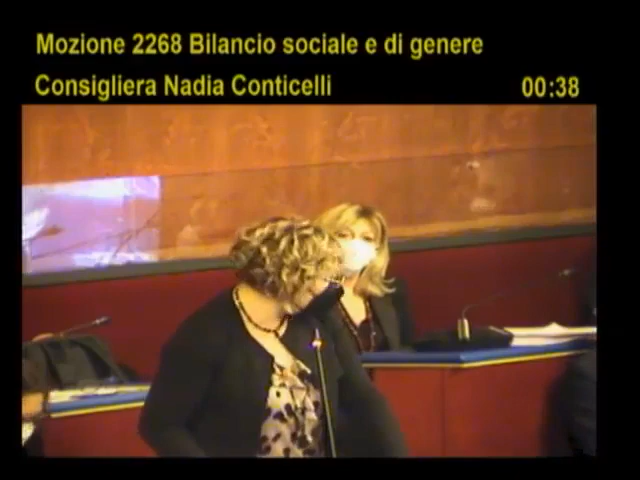 Mozione 2268 Bilancio sociale e di genere
Consigliera Nadia Conticelli 00:38